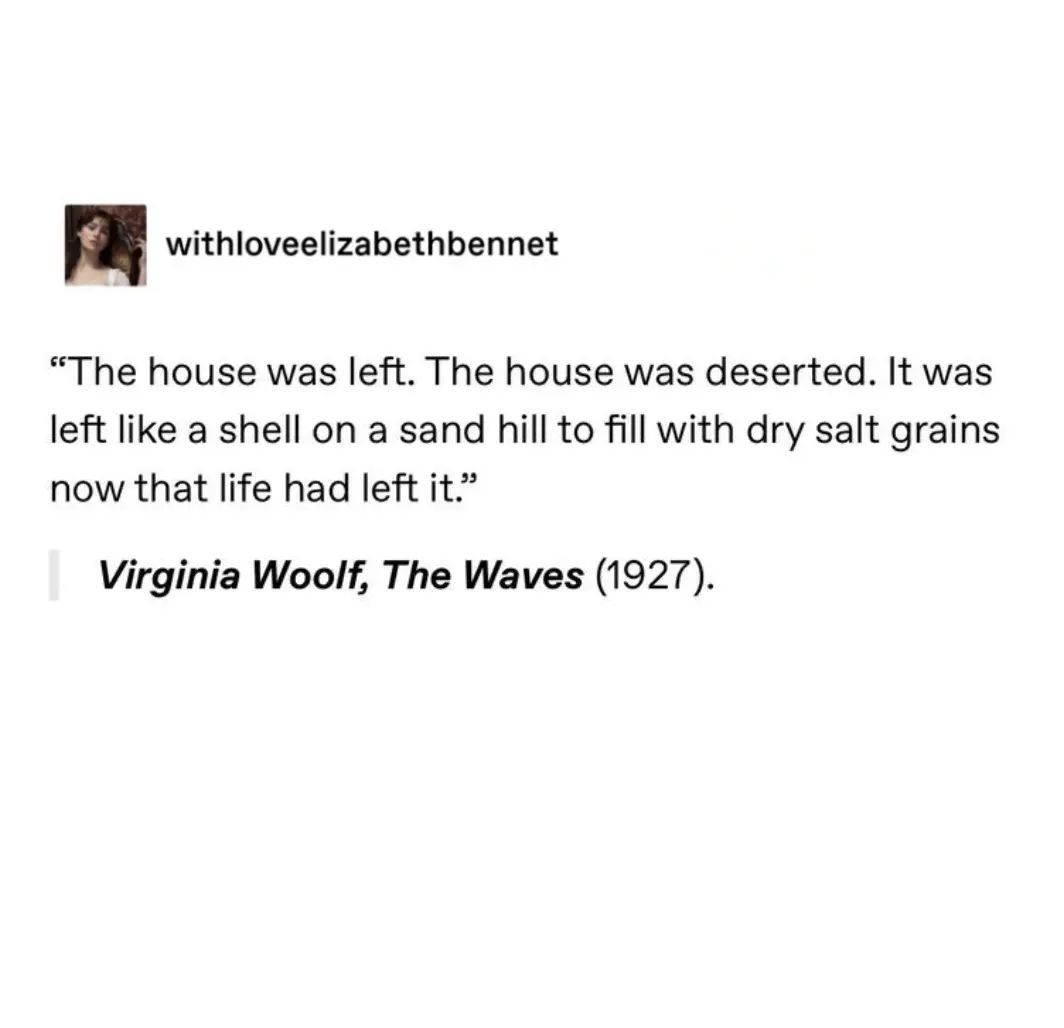 withloveelizabethbennet
“The house was left. The house was deserted. It was
left like a shell on a sand hill to fill with dry salt grains
now that life had left it.”
Virginia Woolf, The Waves (1927).